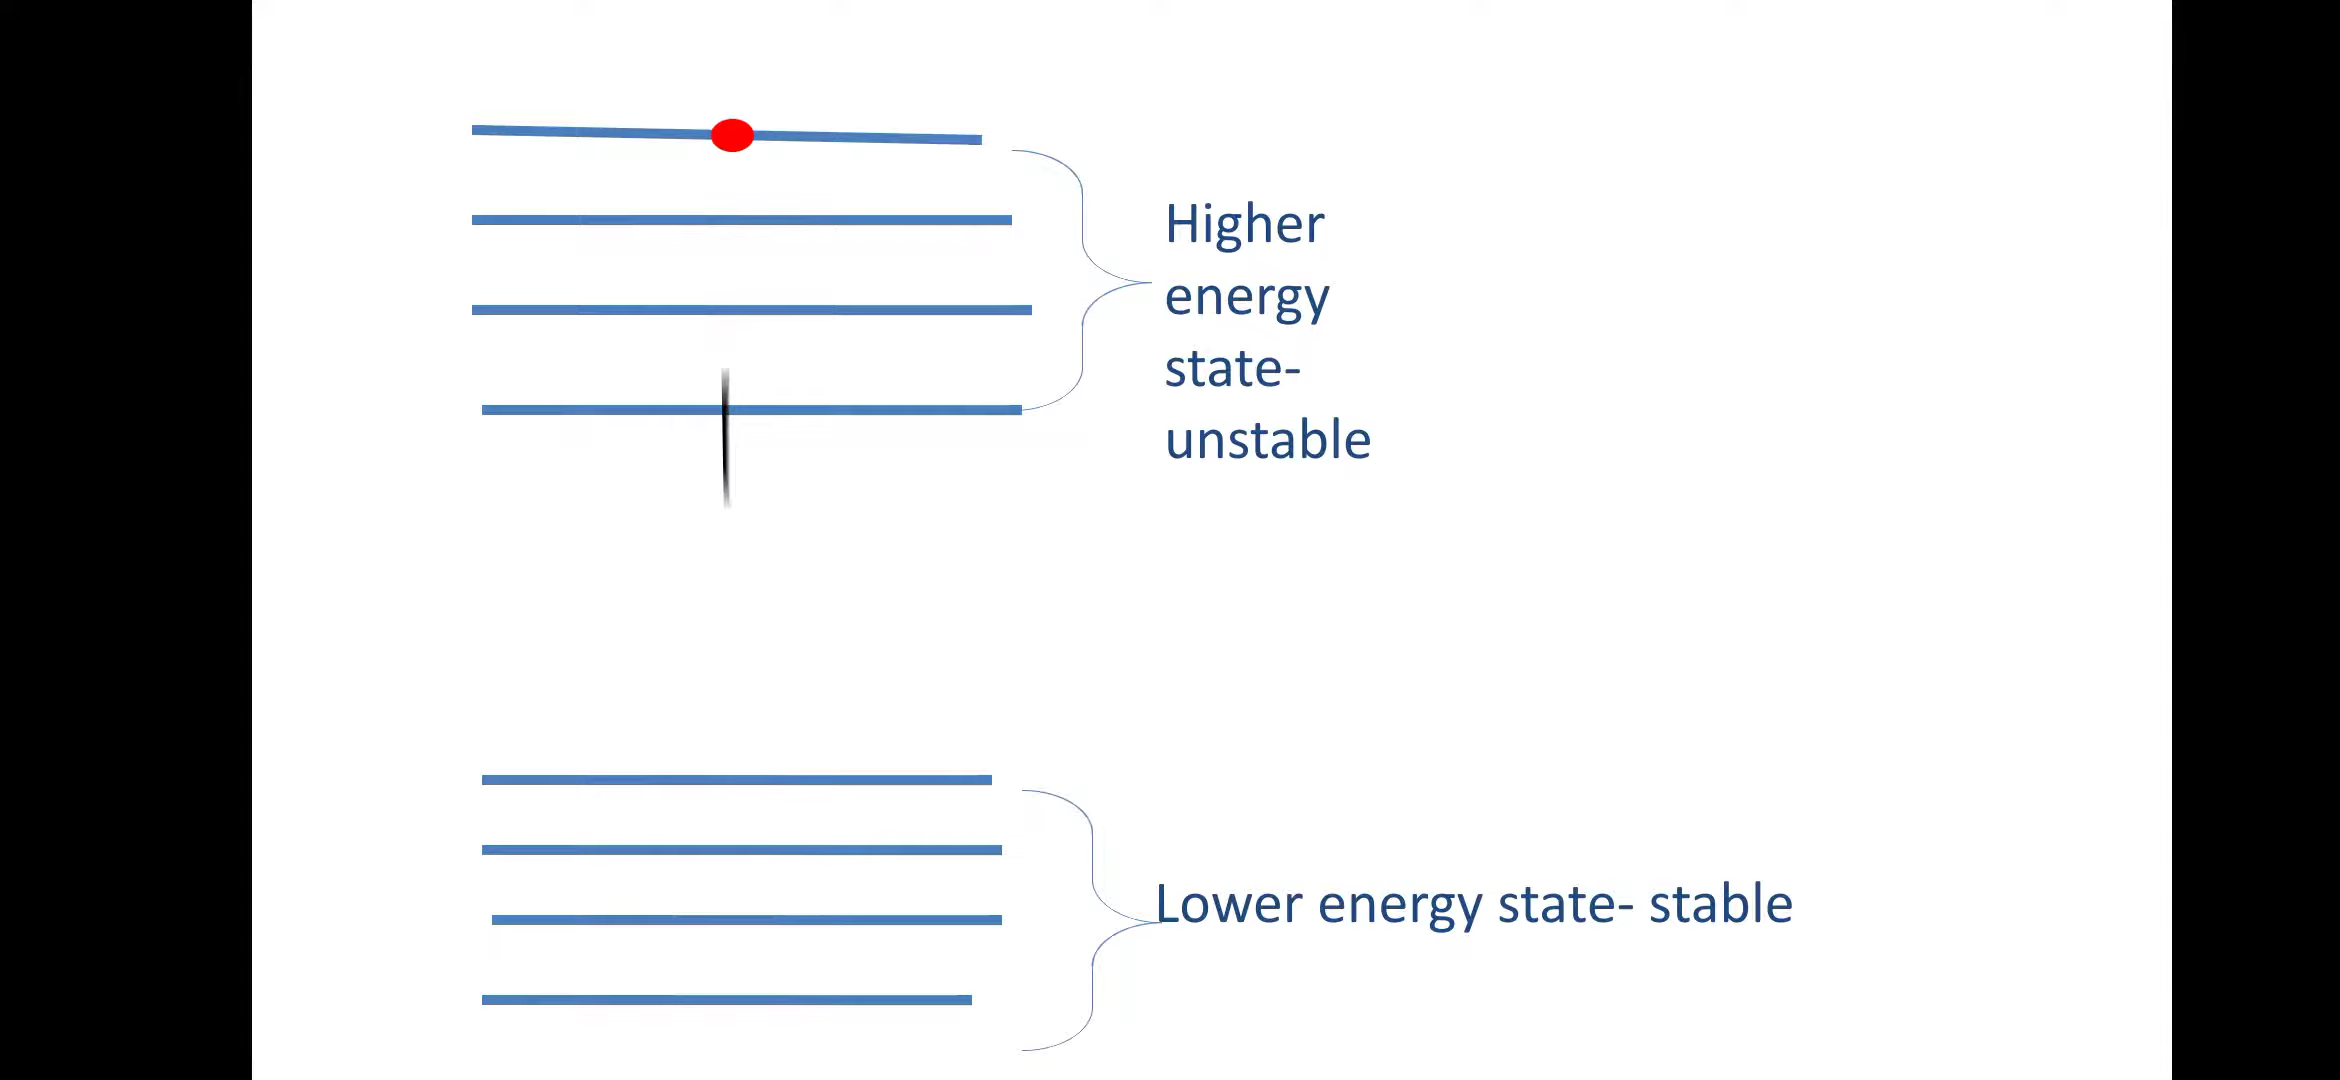 Higher
energy
state-
unstable
Lower energy state- stable